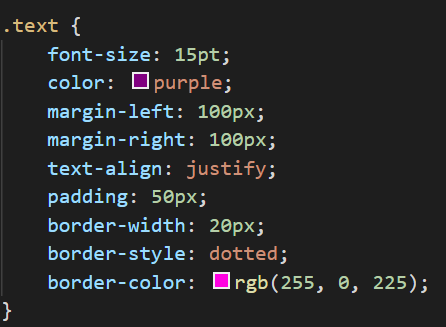 .text {
font-size: 15pt;
color: purple;
margin-left: 100px;
margin-right: 100px;
text-align: justify;
padding: 50px;
border-width: 20px;
border-style: dotted;
border-color: rgb(255, 0, 225);
}